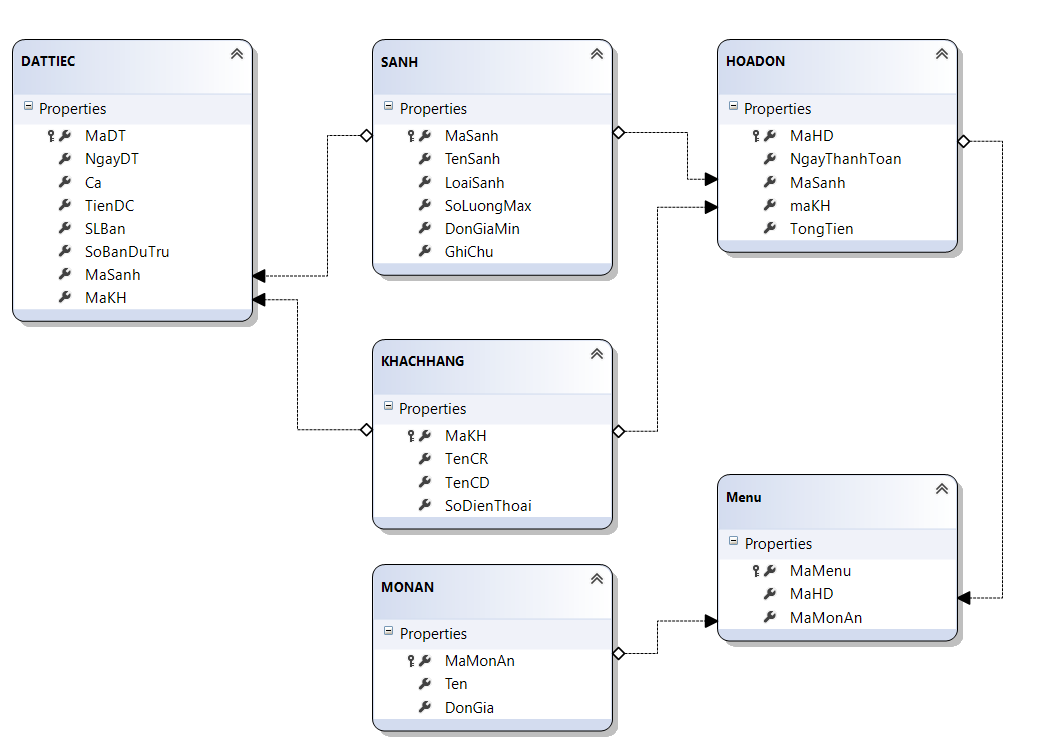 DATTIEC
Properties
MaDT
NgayDT
Ca
TienDC
SLBan
SoBanDuTru
MaSanh
MaKH
SANH
Properties
MaSanh
TenSanh
LoaiSanh
SoLuongMax
DonGiaMin
GhiChu
HOADON
Properties
MaHD
NgayThanhToan
MaSanh
maKH
TongTien
KHACHHANG
Properties
MaKH
TenCR
TenCD
SoDienThoai
Menu
Properties
MaMenu
MaHD
MaMonAn
MONAN
Properties
MaMonAn
Ten
DonGia